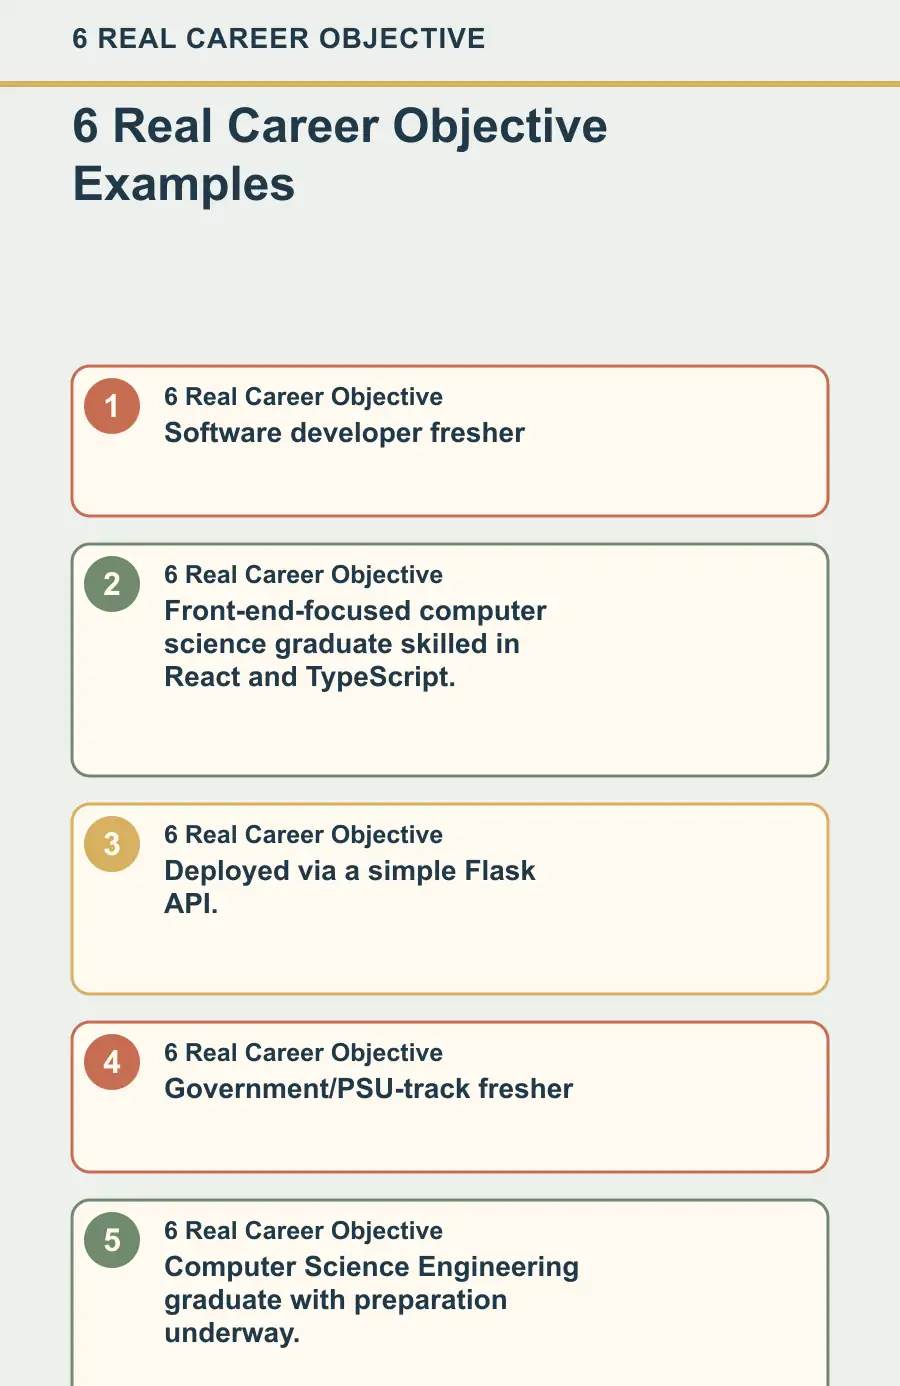 6 REAL CAREER OBJECTIVE
6 Real Career Objective
Examples
1
6 Real Career Objective
Software developer fresher
2
6 Real Career Objective
Front-end-focused computer
science graduate skilled in
React and TypeScript.
3
6 Real Career Objective
Deployed via a simple Flask
API.
4
6 Real Career Objective
Government/PSU-track fresher
5
6 Real Career Objective
Computer Science Engineering
graduate with preparation
underway.